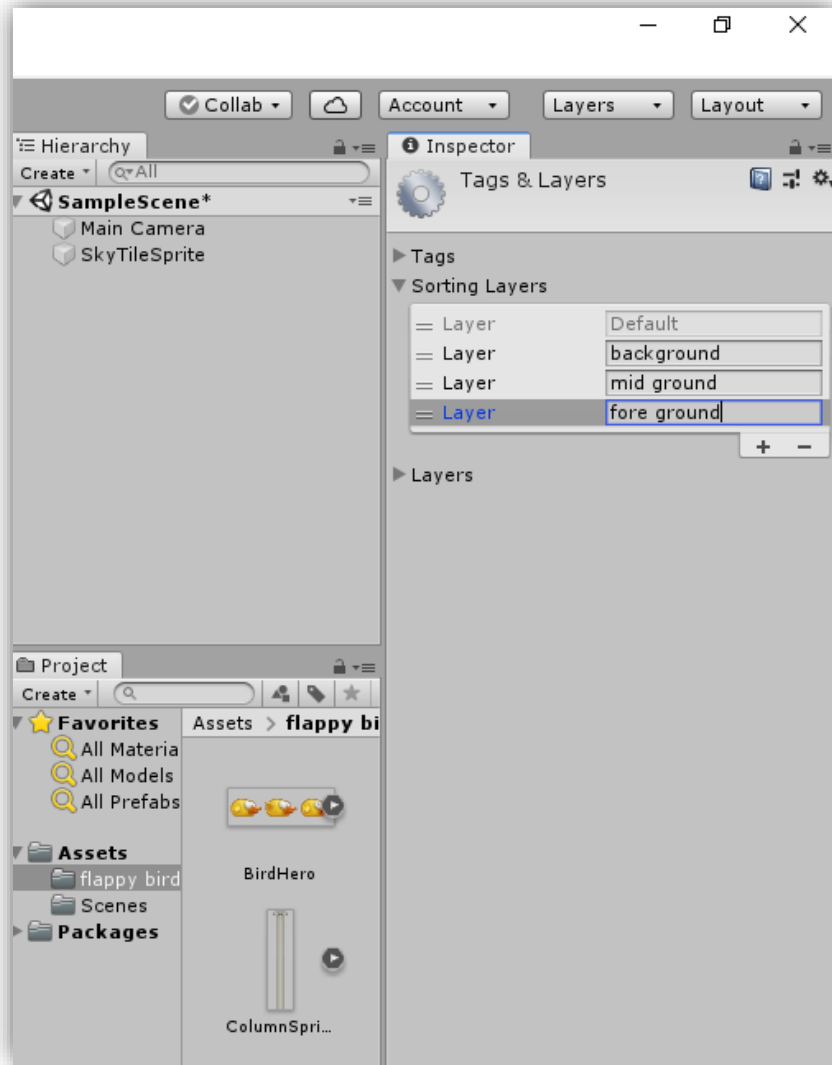 Collab Account Layers Layout
Hierarchy
Create All
SampleScene*
Main Camera
SkyTileSprite
Inspector
Tags & Layers
Tags
Sorting Layers
Layer Default
Layer background
Layer mid ground
Layer fore ground
+ −
Layers
Project
Create
Favorites
All Materia
All Models
All Prefabs
Assets
flappy bird
Scenes
Packages
Assets > flappy bi
BirdHero
ColumnSpri...